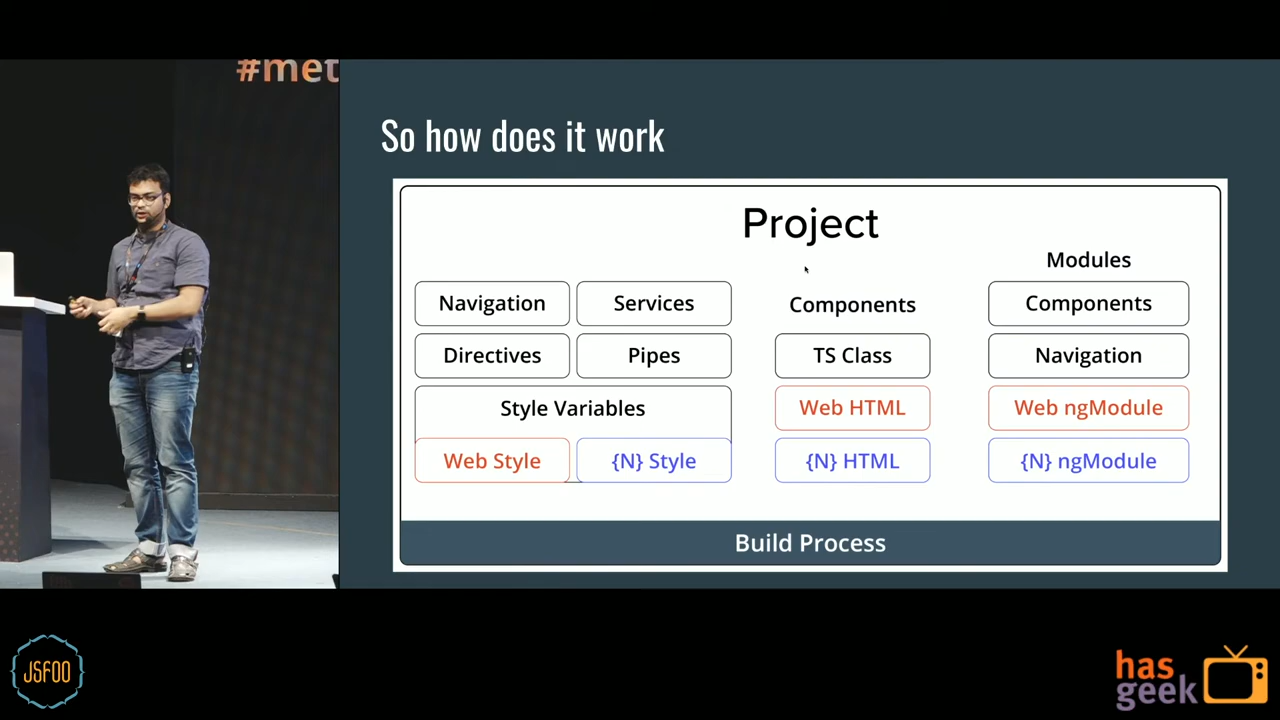 #met
So how does it work
Project
Modules
Navigation
Services
Components
Components
Directives
Pipes
TS Class
Navigation
Style Variables
Web HTML
Web ngModule
Web Style
{N} Style
{N} HTML
{N} ngModule
Build Process
JSFOO
has
geek